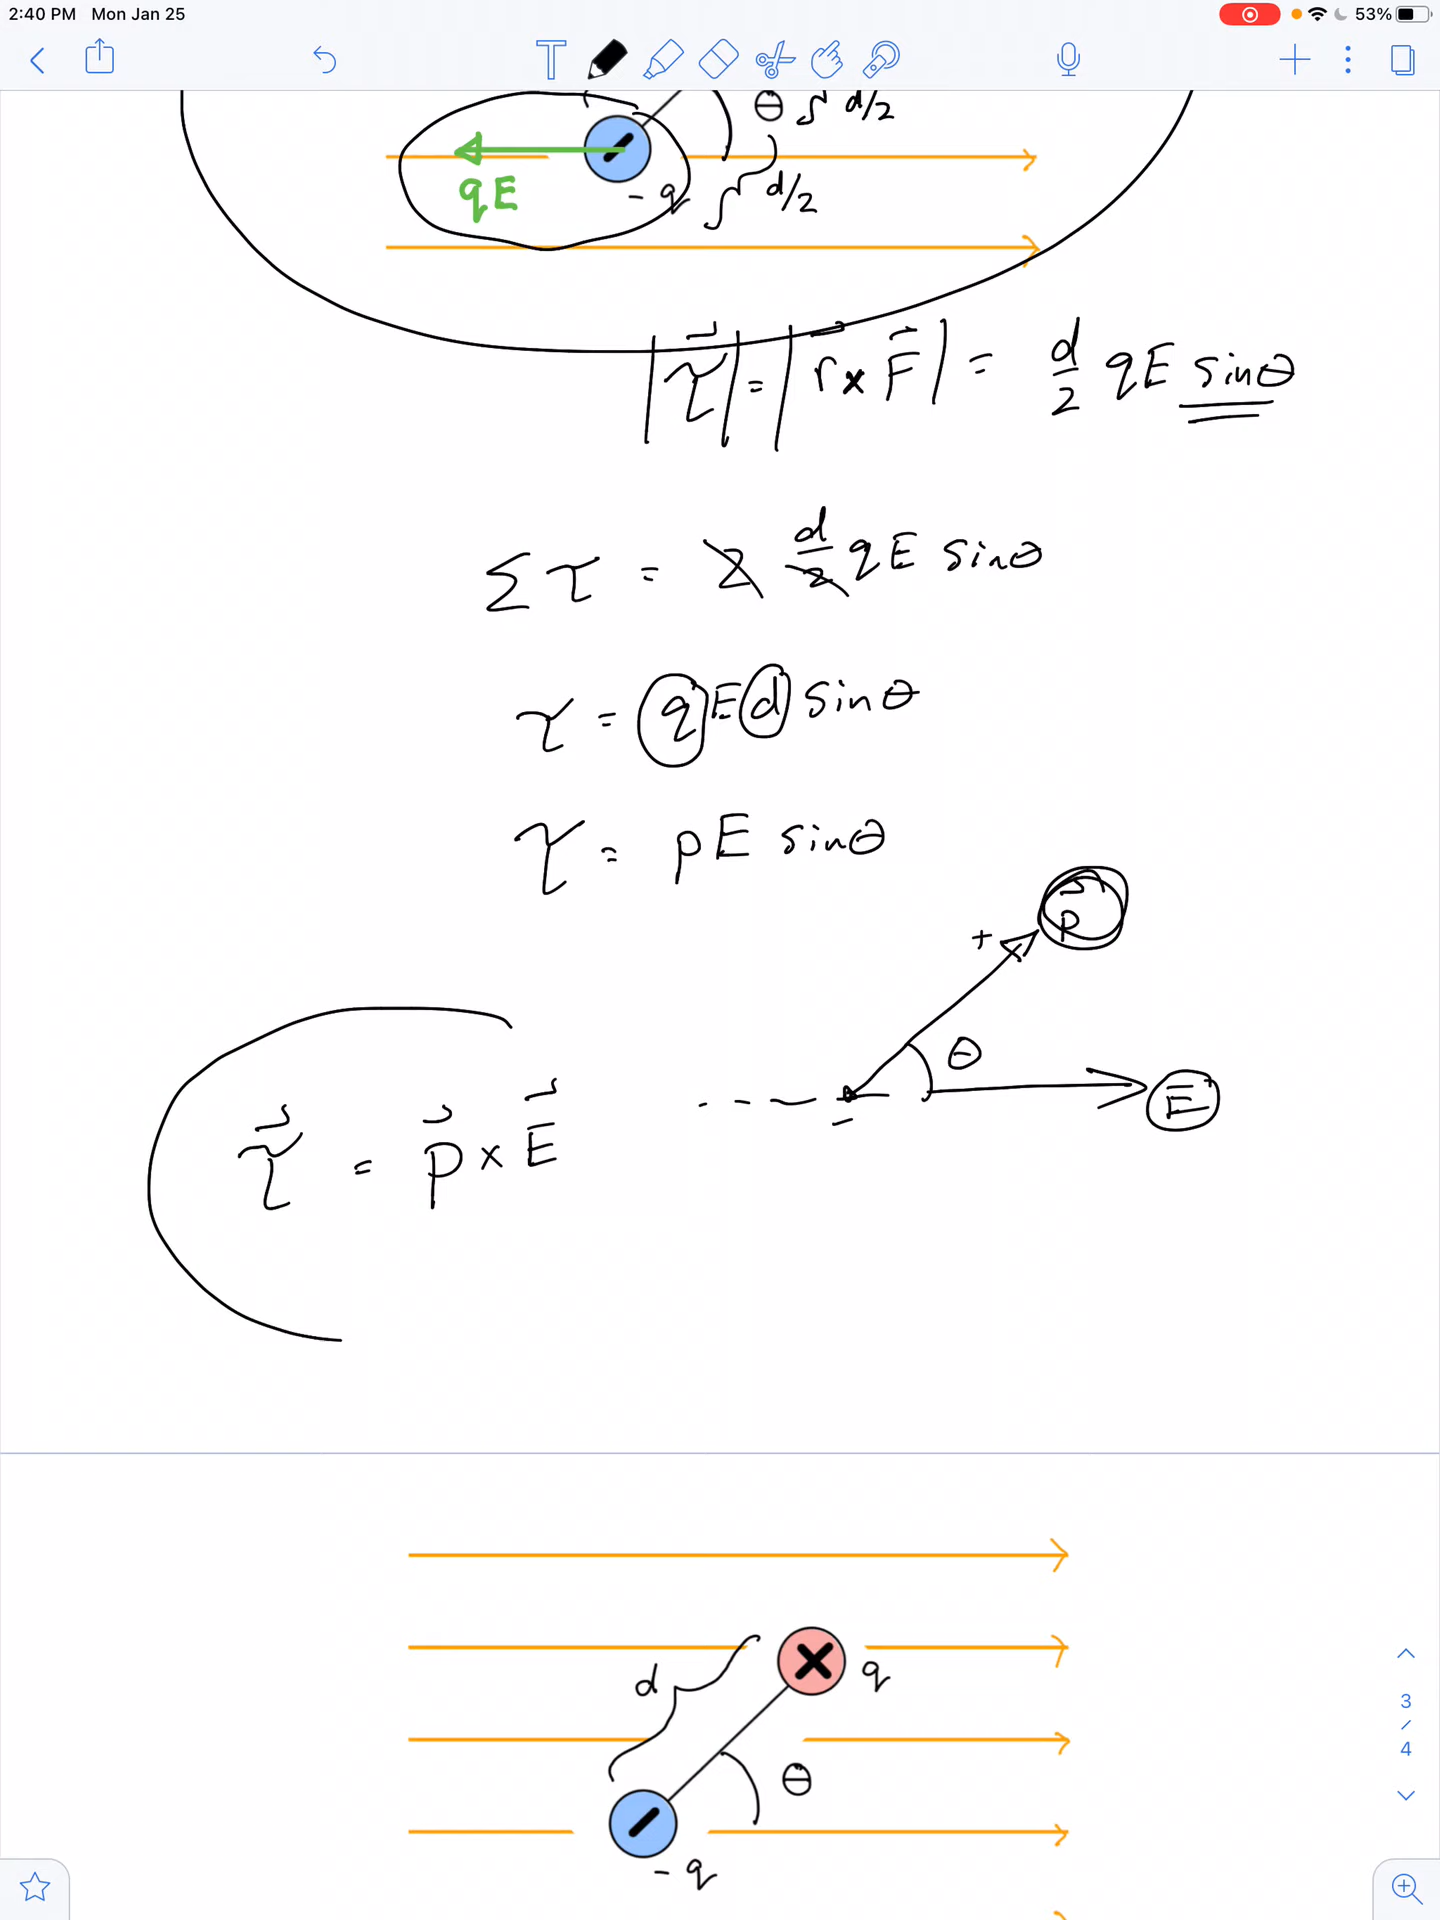 2:40 PM Mon Jan 25
53%
T
θ d/2
qE
- q d/2
|τ⃗| = |r⃗ × F⃗| = d/2 qE sinθ
Σ τ = 2 d/2 qE sinθ
τ = qEd sinθ
τ = pE sinθ
+ p⃗
θ
- E⃗
τ⃗ = p⃗ × E⃗
d q
θ
- q
3
/
4